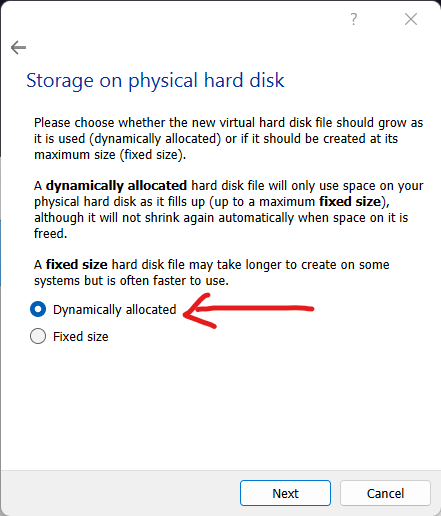 ?
Storage on physical hard disk
Please choose whether the new virtual hard disk file should grow as
it is used (dynamically allocated) or if it should be created at its
maximum size (fixed size).
A dynamically allocated hard disk file will only use space on your
physical hard disk as it fills up (up to a maximum fixed size),
although it will not shrink again automatically when space on it is
freed.
A fixed size hard disk file may take longer to create on some
systems but is often faster to use.
Dynamically allocated
Fixed size
Next
Cancel